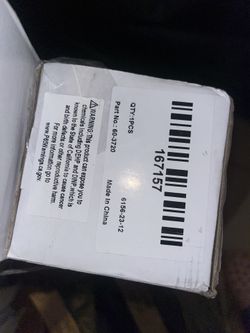 QTY:1PCS
Part No.: 60-3720
167157
6156-23-12
Made In China
WARNING: This product can expose you to
chemicals including DEHP and DINP, which is
known to the State of California to cause cancer
and birth defects or other reproductive harm.
For more information go to
www.P65Warnings.ca.gov.